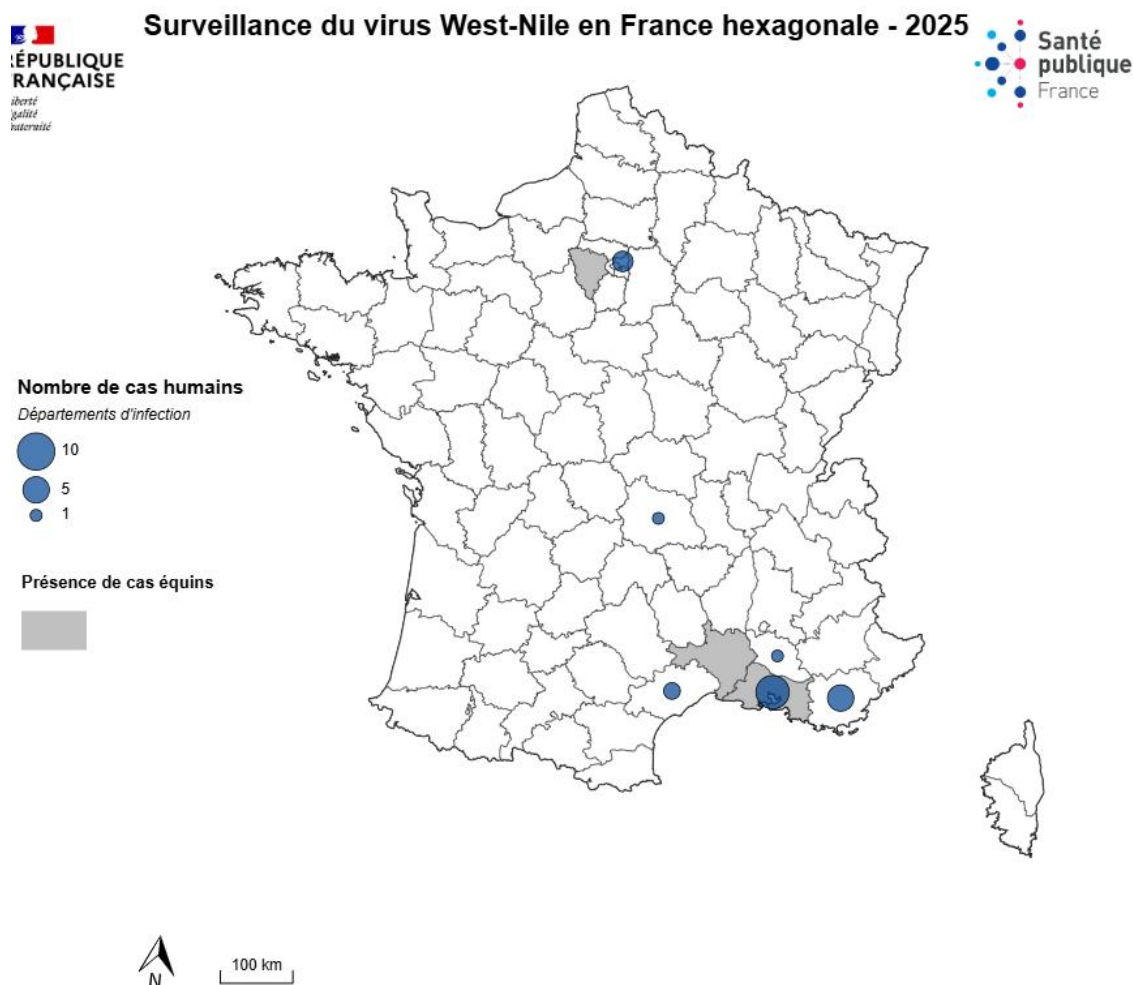 Surveillance du virus West-Nile en France hexagonale - 2025
ÉPUBLIQUE
RANÇAISE
iberté
galité
raternité
Santé
publique
France
Nombre de cas humains
Départements d'infection
10
5
1
Présence de cas équins
N
100 km